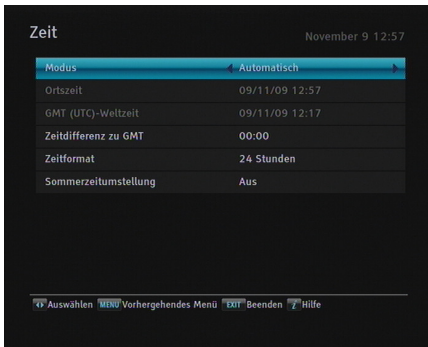 Zeit
November 9 12:57
Modus Automatisch
Ortszeit 09/11/09 12:57
GMT (UTC)-Weltzeit 09/11/09 12:17
Zeitdifferenz zu GMT 00:00
Zeitformat 24 Stunden
Sommerzeitumstellung Aus
Auswählen MENU Vorhergehendes Menü EXIT Beenden Hilfe